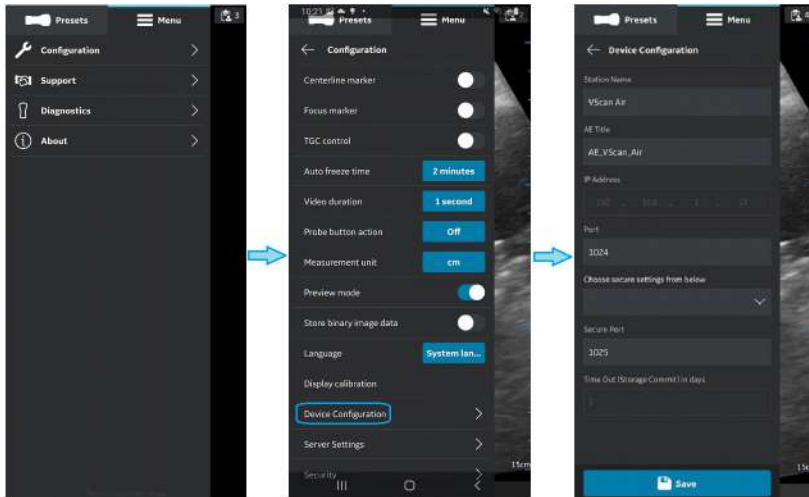 Presets
Menu
3
Configuration
Support
Diagnostics
About
10:21
Presets
Menu
Configuration
Centerline marker
Focus marker
TGC control
Auto freeze time
2 minutes
Video duration
1 second
Probe button action
Off
Measurement unit
cm
Preview mode
Store binary image data
Language
System lan...
Display calibration
Device Configuration
Server Settings
Security
15cm
Presets
Menu
Device Configuration
Station Name
VScan Air
AE Title
AE_VScan_Air
IP Address
Port
1024
Choose secure settings from below
Secure Port
1025
Time Out (Storage Commit) in days
Save